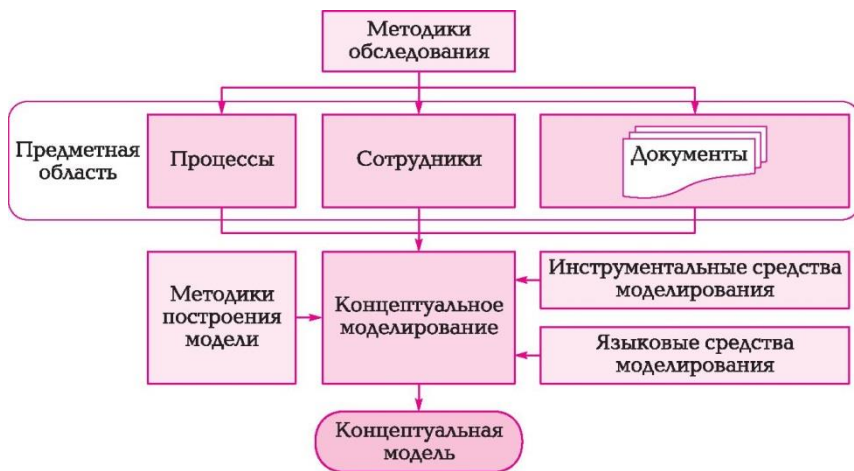 Методики
обследования
Предметная
область
Процессы
Сотрудники
Документы
Методики
построения
модели
Концептуальное
моделирование
Инструментальные средства
моделирования
Языковые средства
моделирования
Концептуальная
модель